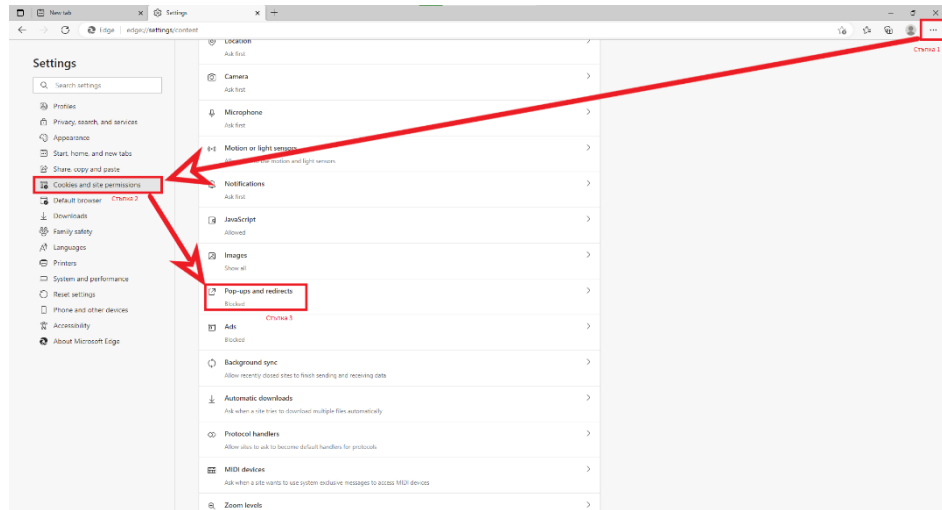 New tab
Settings
Edge
edge://settings/content
Стъпка 1
Settings
Search settings
Profiles
Privacy, search, and services
Appearance
Start, home, and new tabs
Share, copy and paste
Cookies and site permissions
Default browser
Стъпка 2
Downloads
Family safety
Languages
Printers
System and performance
Reset settings
Phone and other devices
Accessibility
About Microsoft Edge
Location
Ask first
Camera
Ask first
Microphone
Ask first
Motion or light sensors
motion and light sensors
Notifications
Ask first
JavaScript
Allowed
Images
Show all
Pop-ups and redirects
Blocked
Стъпка 3
Ads
Blocked
Background sync
Allow recently closed sites to finish sending and receiving data
Automatic downloads
Ask when a site tries to download multiple files automatically
Protocol handlers
Allow sites to ask to become default handlers for protocols
MIDI devices
Ask when a site wants to use system exclusive messages to access MIDI devices
Zoom levels